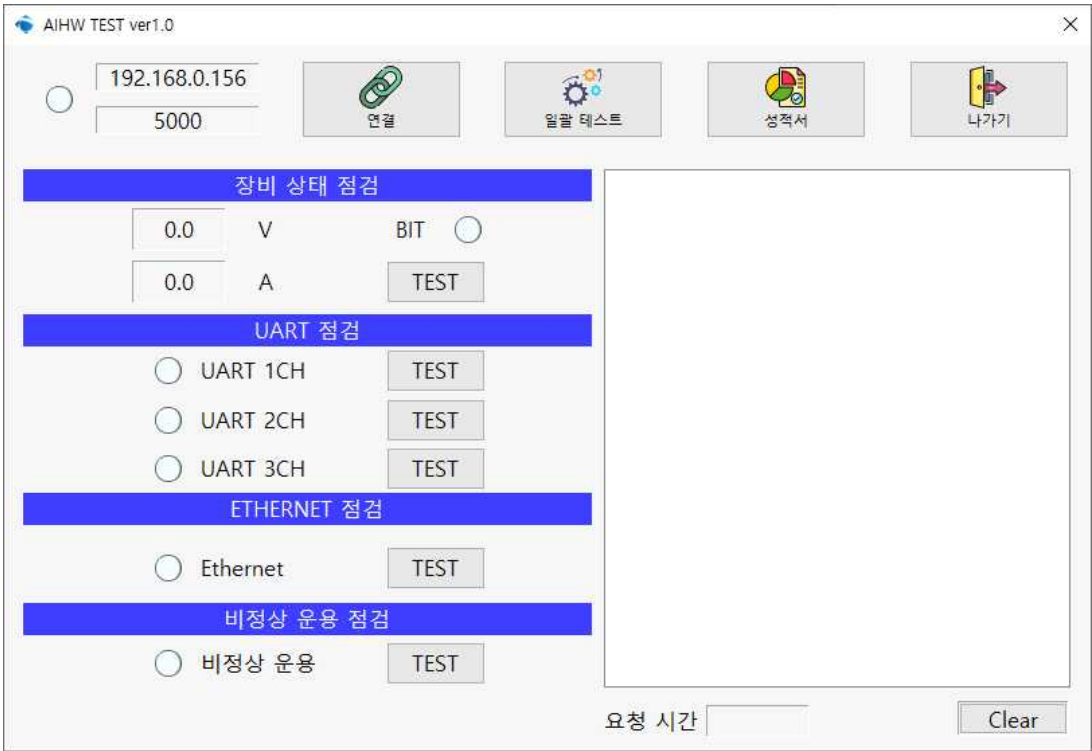 AIHW TEST ver1.0
192.168.0.156
5000
연결
일괄 테스트
성적서
나가기
장비 상태 점검
0.0 V BIT
0.0 A TEST
UART 점검
UART 1CH TEST
UART 2CH TEST
UART 3CH TEST
ETHERNET 점검
Ethernet TEST
비정상 운용 점검
비정상 운용 TEST
요청 시간 Clear